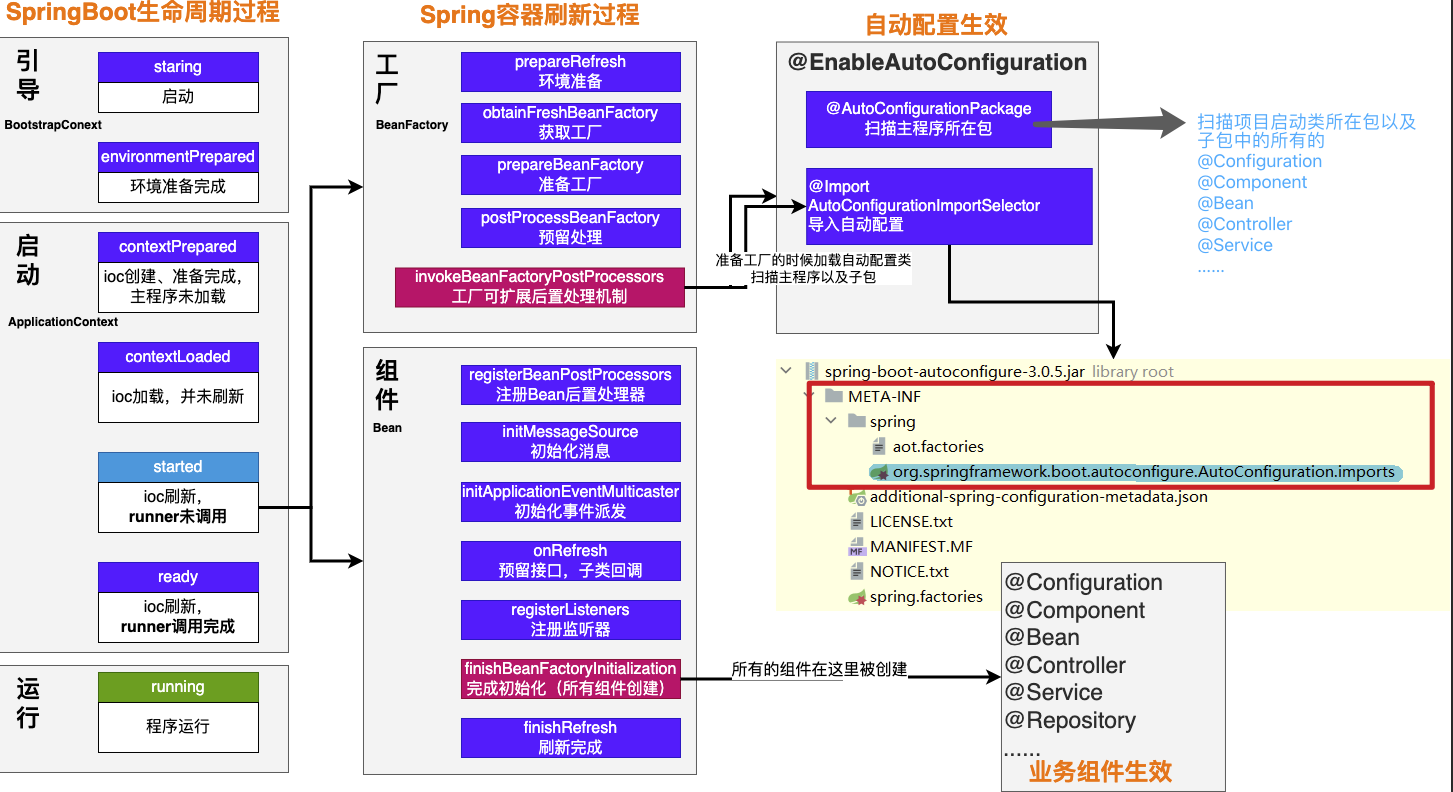 SpringBoot生命周期过程
引
导
BootstrapConext
staring
启动
environmentPrepared
环境准备完成
启
动
ApplicationContext
contextPrepared
ioc创建、准备完成，
主程序未加载
contextLoaded
ioc加载，并未刷新
started
ioc刷新，
runner未调用
ready
ioc刷新，
runner调用完成
运
行
running
程序运行
Spring容器刷新过程
工
厂
BeanFactory
prepareRefresh
环境准备
obtainFreshBeanFactory
获取工厂
prepareBeanFactory
准备工厂
postProcessBeanFactory
预留处理
invokeBeanFactoryPostProcessors
工厂可扩展后置处理机制
组
件
Bean
registerBeanPostProcessors
注册Bean后置处理器
initMessageSource
初始化消息
initApplicationEventMulticaster
初始化事件派发
onRefresh
预留接口，子类回调
registerListeners
注册监听器
finishBeanFactoryInitialization
完成初始化（所有组件创建）
finishRefresh
刷新完成
自动配置生效
@EnableAutoConfiguration
@AutoConfigurationPackage
扫描主程序所在包
@Import
AutoConfigurationImportSelector
导入自动配置
准备工厂的时候加载自动配置类
扫描主程序以及子包
扫描项目启动类所在包以及
子包中的所有的
@Configuration
@Component
@Bean
@Controller
@Service
......
spring-boot-autoconfigure-3.0.5.jar library root
META-INF
spring
aot.factories
org.springframework.boot.autoconfigure.AutoConfiguration.imports
additional-spring-configuration-metadata.json
LICENSE.txt
MF MANIFEST.MF
NOTICE.txt
spring.factories
所有的组件在这里被创建
@Configuration
@Component
@Bean
@Controller
@Service
@Repository
......
业务组件生效